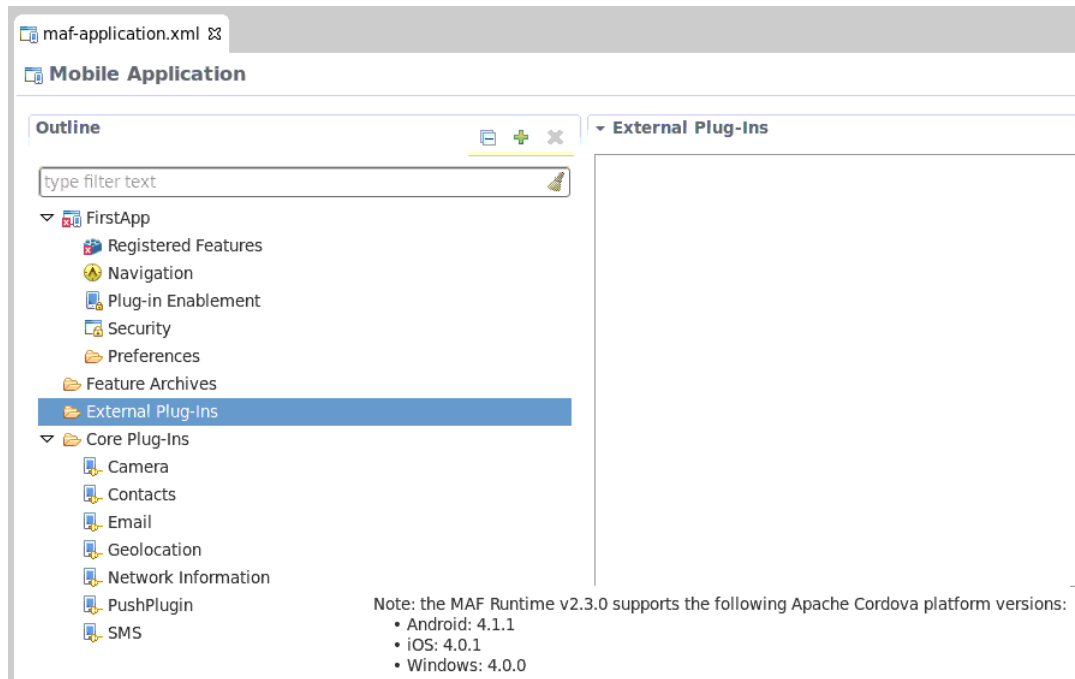 maf-application.xml
Mobile Application
Outline
type filter text
FirstApp
Registered Features
Navigation
Plug-in Enablement
Security
Preferences
Feature Archives
External Plug-Ins
Core Plug-Ins
Camera
Contacts
Email
Geolocation
Network Information
PushPlugin
SMS
External Plug-Ins
Note: the MAF Runtime v2.3.0 supports the following Apache Cordova platform versions:
• Android: 4.1.1
• iOS: 4.0.1
• Windows: 4.0.0